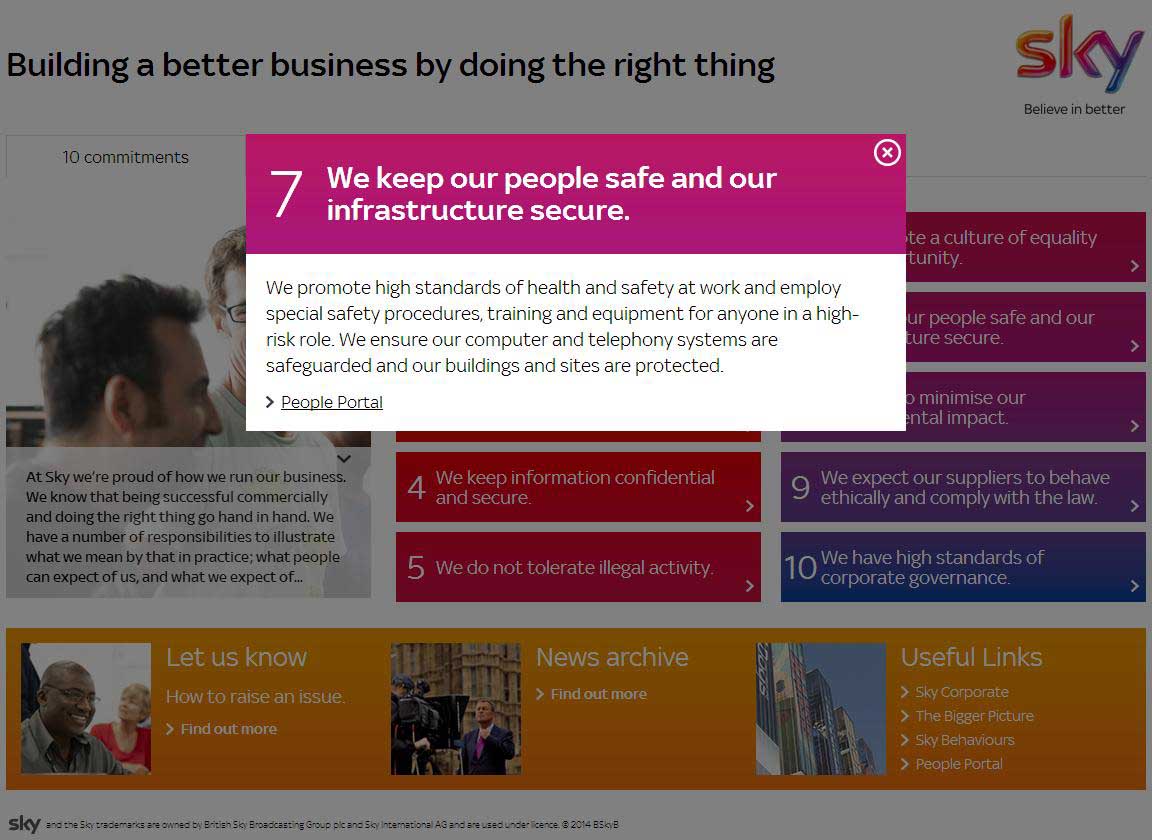 Building a better business by doing the right thing
sky
Believe in better
10 commitments
7
We keep our people safe and our
infrastructure secure.
We promote high standards of health and safety at work and employ
special safety procedures, training and equipment for anyone in a high-
risk role. We ensure our computer and telephony systems are
safeguarded and our buildings and sites are protected.
People Portal
At Sky we're proud of how we run our business.
We know that being successful commercially
and doing the right thing go hand in hand. We
have a number of responsibilities to illustrate
what we mean by that in practice; what people
can expect of us, and what we expect of...
4
We keep information confidential
and secure.
5
We do not tolerate illegal activity.
a culture of equality
people safe and our
secure.
minimise our
impact.
9
We expect our suppliers to behave
ethically and comply with the law.
10
We have high standards of
corporate governance.
Let us know
How to raise an issue.
Find out more
News archive
Find out more
Useful Links
Sky Corporate
The Bigger Picture
Sky Behaviours
People Portal
sky and the Sky trademarks are owned by British Sky Broadcasting Group plc and Sky International AG and are used under licence. © 2014 BSkyB